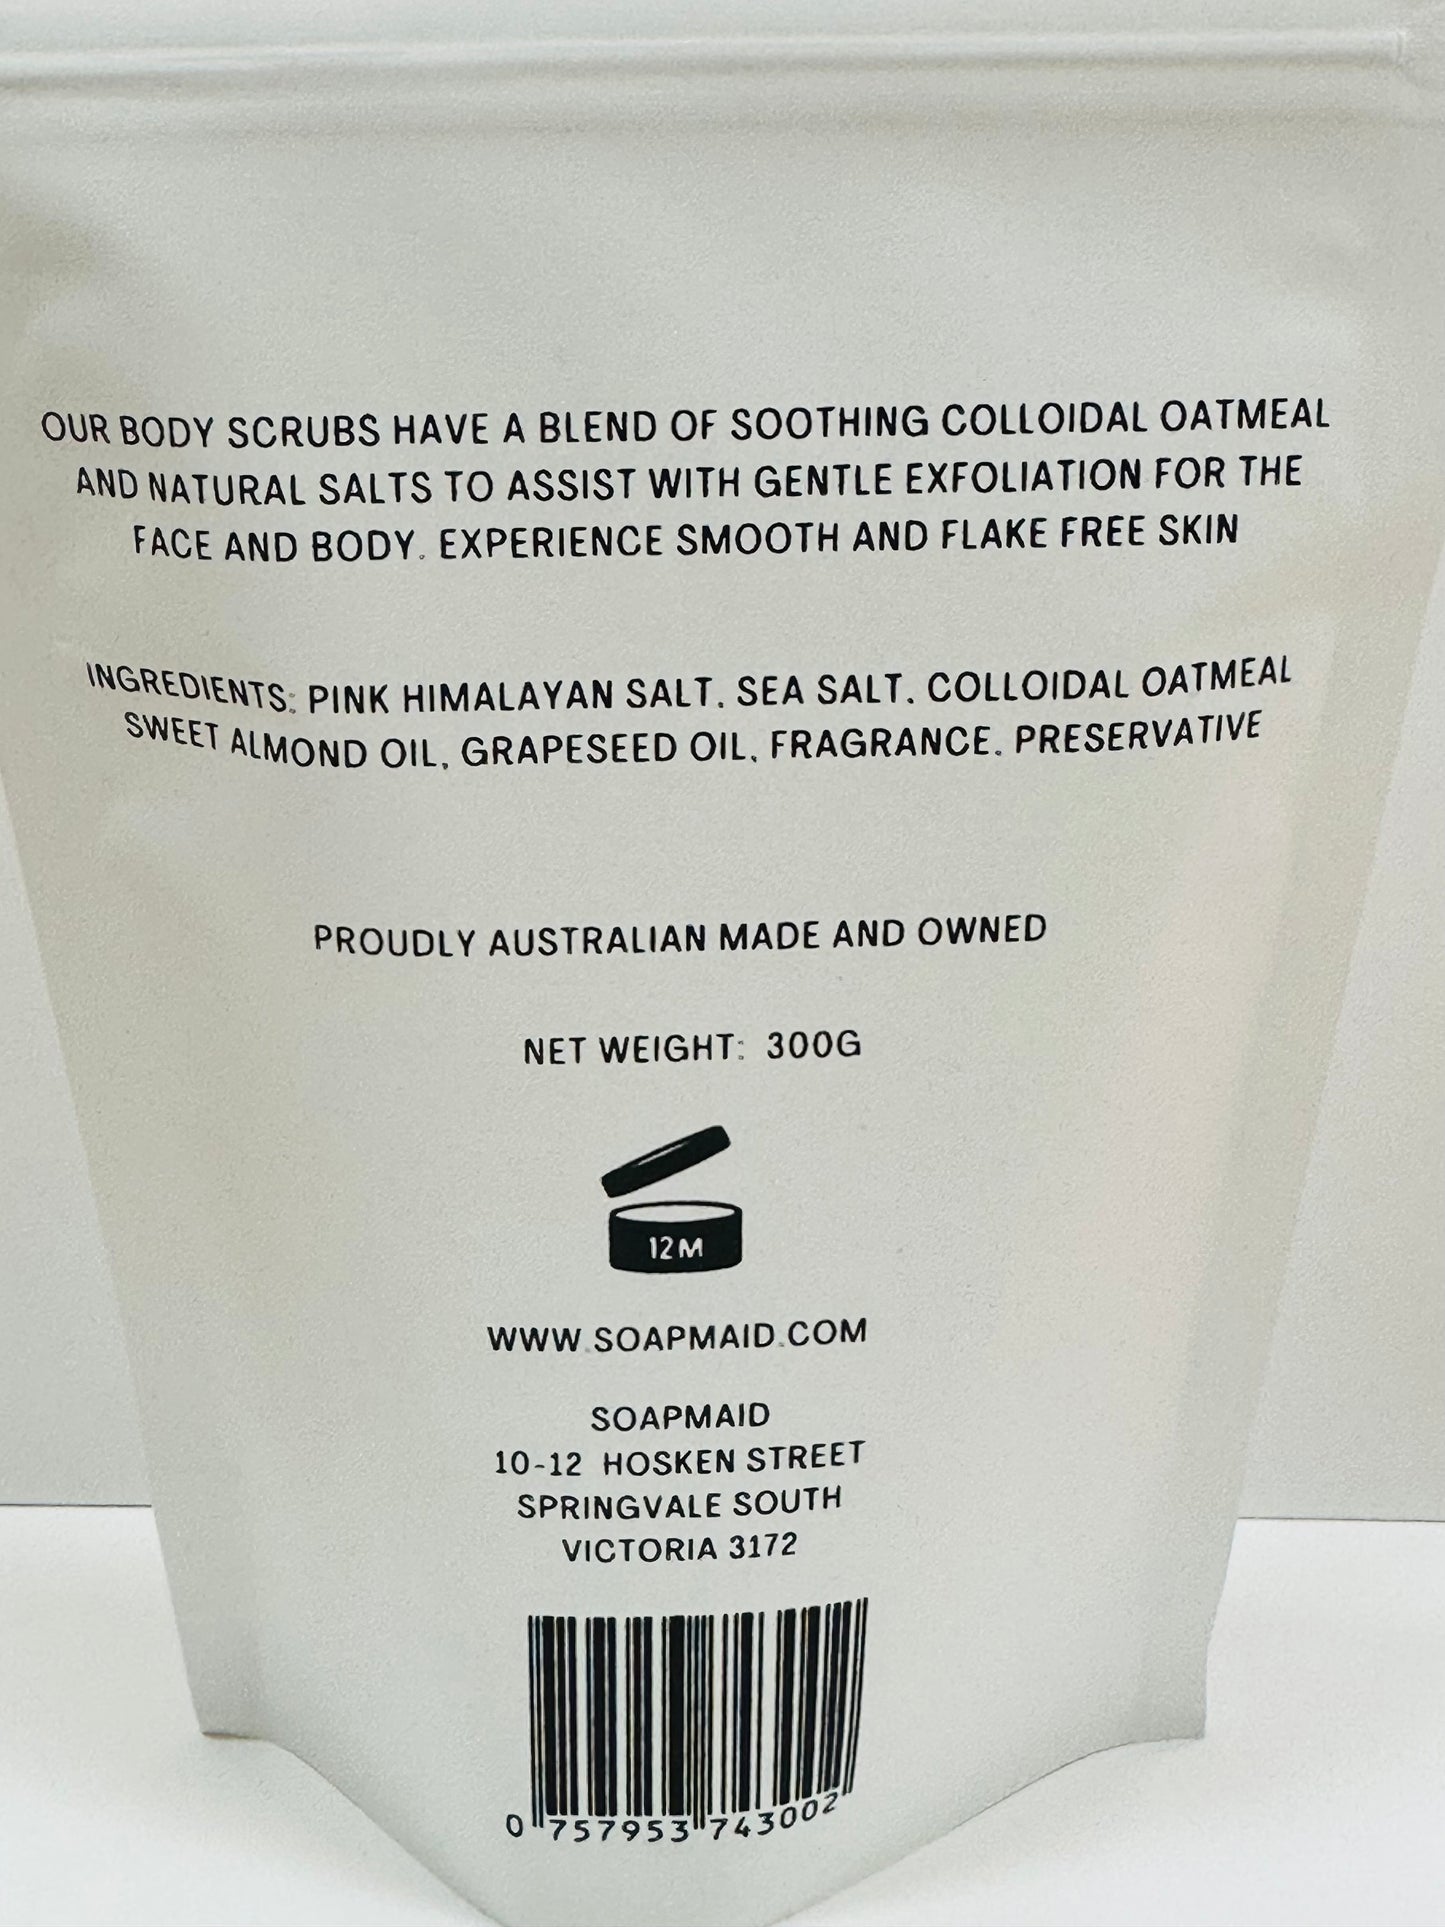 OUR BODY SCRUBS HAVE A BLEND OF SOOTHING COLLOIDAL OATMEAL
AND NATURAL SALTS TO ASSIST WITH GENTLE EXFOLIATION FOR THE
FACE AND BODY. EXPERIENCE SMOOTH AND FLAKE FREE SKIN
INGREDIENTS: PINK HIMALAYAN SALT, SEA SALT, COLLOIDAL OATMEAL
SWEET ALMOND OIL, GRAPESEED OIL, FRAGRANCE, PRESERVATIVE
PROUDLY AUSTRALIAN MADE AND OWNED
NET WEIGHT: 300G
12M
WWW.SOAPMAID.COM
SOAPMAID
10-12 HOSKEN STREET
SPRINGVALE SOUTH
VICTORIA 3172
0 757953 743002